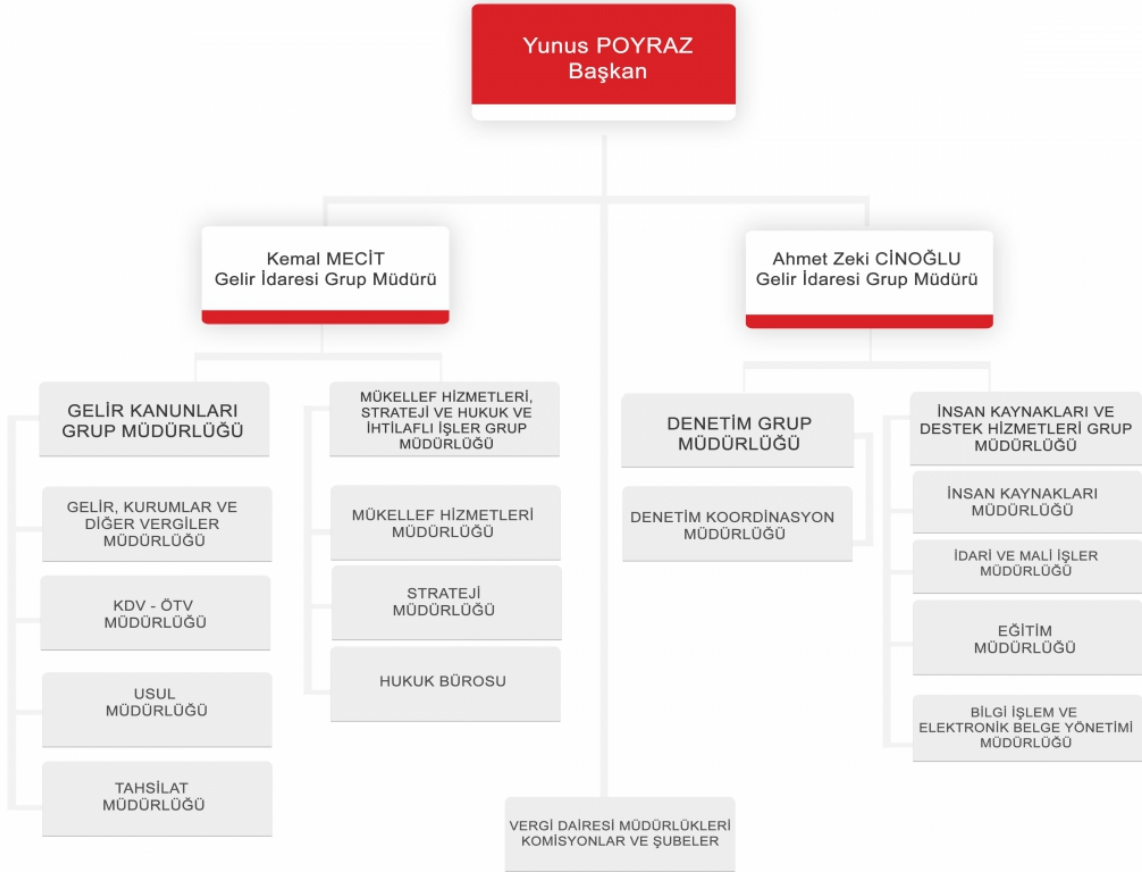 Yunus POYRAZ
Başkan
Kemal MECİT
Gelir İdaresi Grup Müdürü
Ahmet Zeki CİNOĞLU
Gelir İdaresi Grup Müdürü
GELİR KANUNLARI
GRUP MÜDÜRLÜĞÜ
GELİR, KURUMLAR VE
DİĞER VERGİLER
MÜDÜRLÜĞÜ
KDV - ÖTV
MÜDÜRLÜĞÜ
USUL
MÜDÜRLÜĞÜ
TAHSİLAT
MÜDÜRLÜĞÜ
MÜKELLEF HİZMETLERİ,
STRATEJİ VE HUKUK VE
İHTİLAFLI İŞLER GRUP
MÜDÜRLÜĞÜ
MÜKELLEF HİZMETLERİ
MÜDÜRLÜĞÜ
STRATEJİ
MÜDÜRLÜĞÜ
HUKUK BÜROSU
DENETİM GRUP
MÜDÜRLÜĞÜ
DENETİM KOORDİNASYON
MÜDÜRLÜĞÜ
İNSAN KAYNAKLARI VE
DESTEK HİZMETLERİ GRUP
MÜDÜRLÜĞÜ
İNSAN KAYNAKLARI
MÜDÜRLÜĞÜ
İDARİ VE MALİ İŞLER
MÜDÜRLÜĞÜ
EĞİTİM
MÜDÜRLÜĞÜ
BİLGİ İŞLEM VE
ELEKTRONİK BELGE YÖNETİMİ
MÜDÜRLÜĞÜ
VERGİ DAİRESİ MÜDÜRLÜKLERİ
KOMİSYONLAR VE ŞUBELER